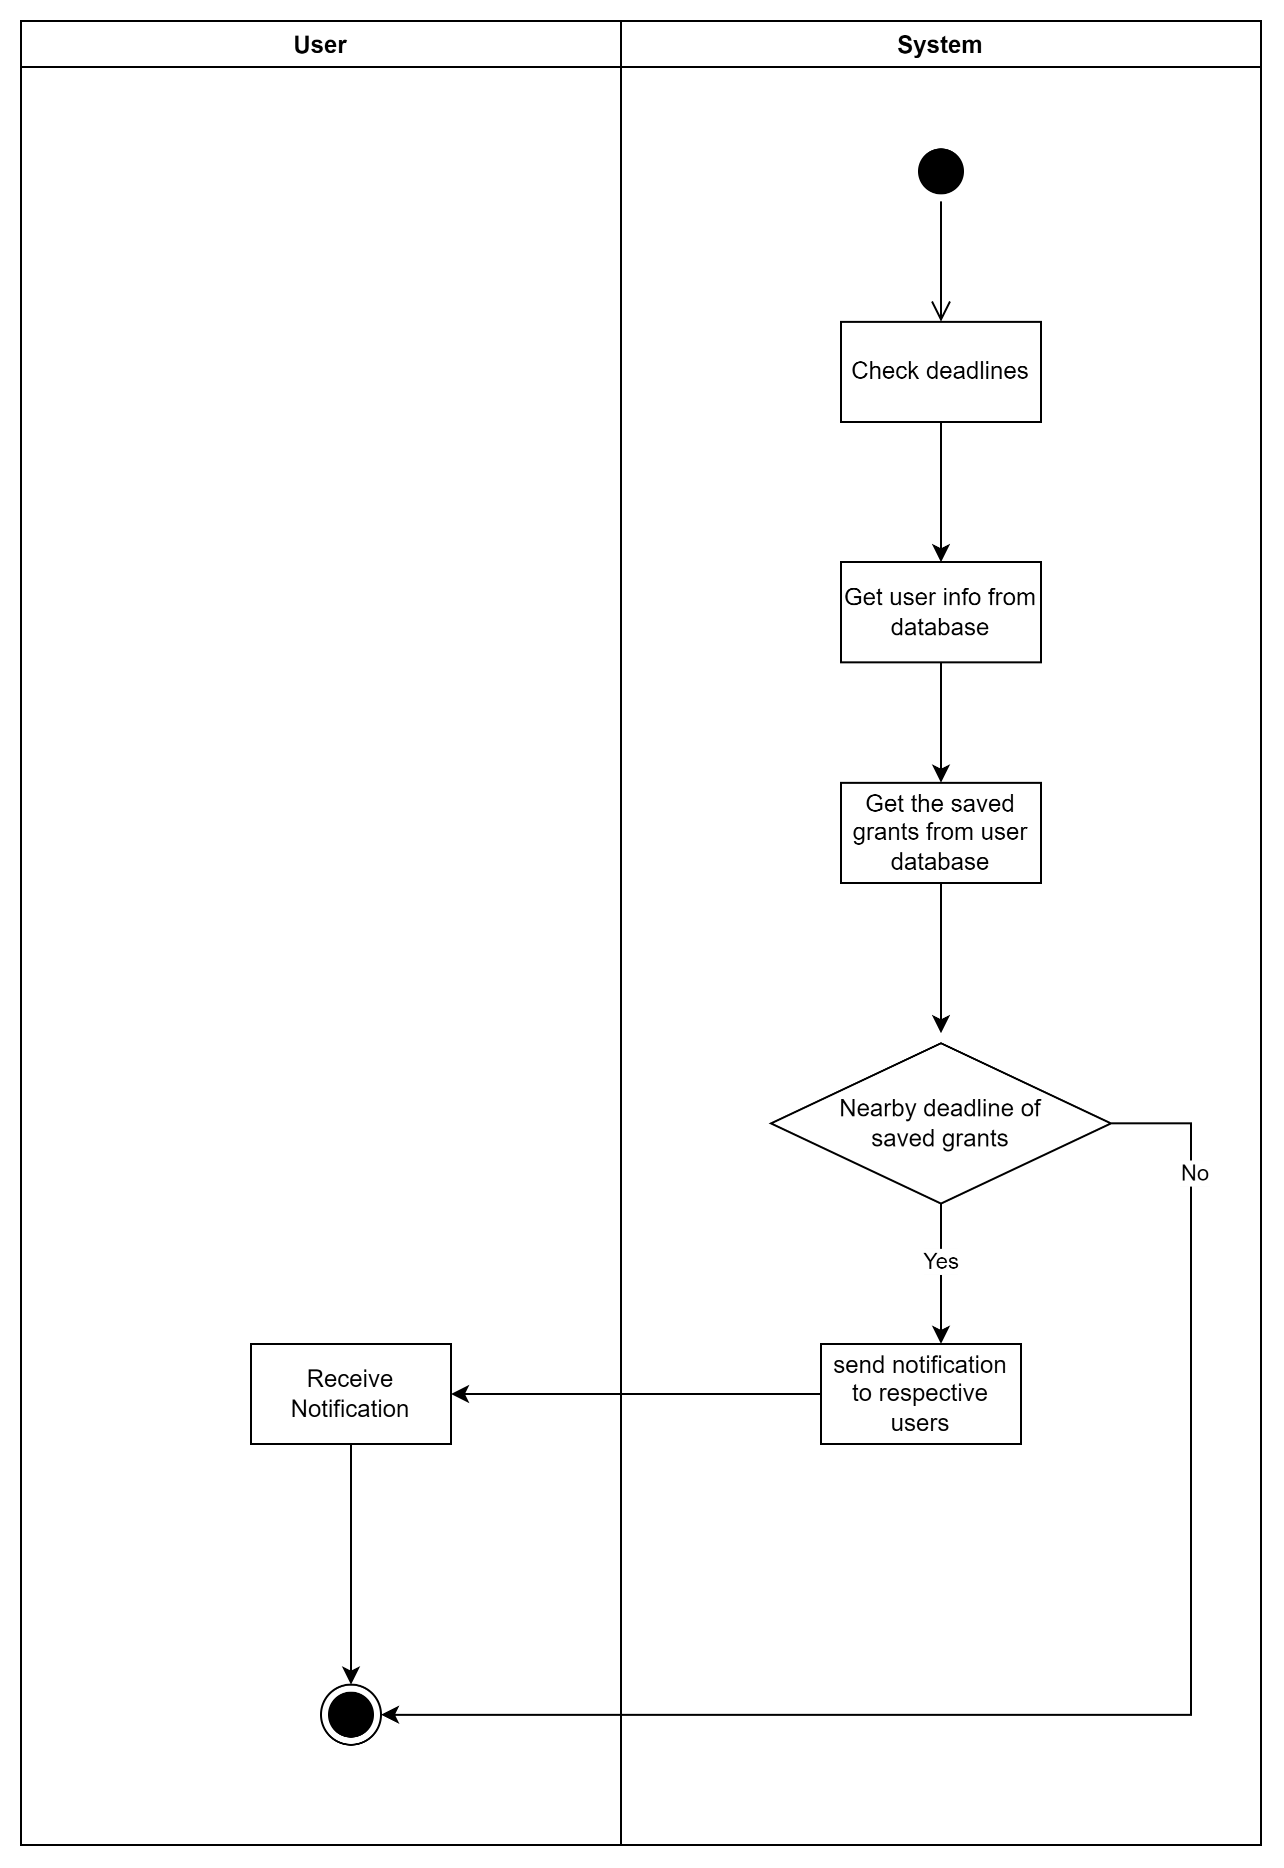 User
System
Check deadlines
Get user info from
database
Get the saved
grants from user
database
Nearby deadline of
saved grants
No
Yes
Receive
Notification
send notification
to respective
users